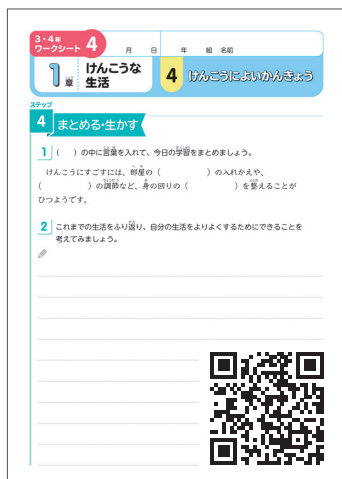 3・4年
ワークシート 4
月 日 年 組 名前
1章 けんこうな生活
4 けんこうによいかんきょう
ステップ
4 まとめる・生かす
1 ( )の中に言葉を入れて、今日の学習をまとめましょう。
けんこうにすごすには、部屋の( )の入れかえや、
( )の調節など、身の回りの( )を整えることが
ひつようです。
2 これまでの生活をふり返り、自分の生活をよりよくするためにできることを
考えてみましょう。